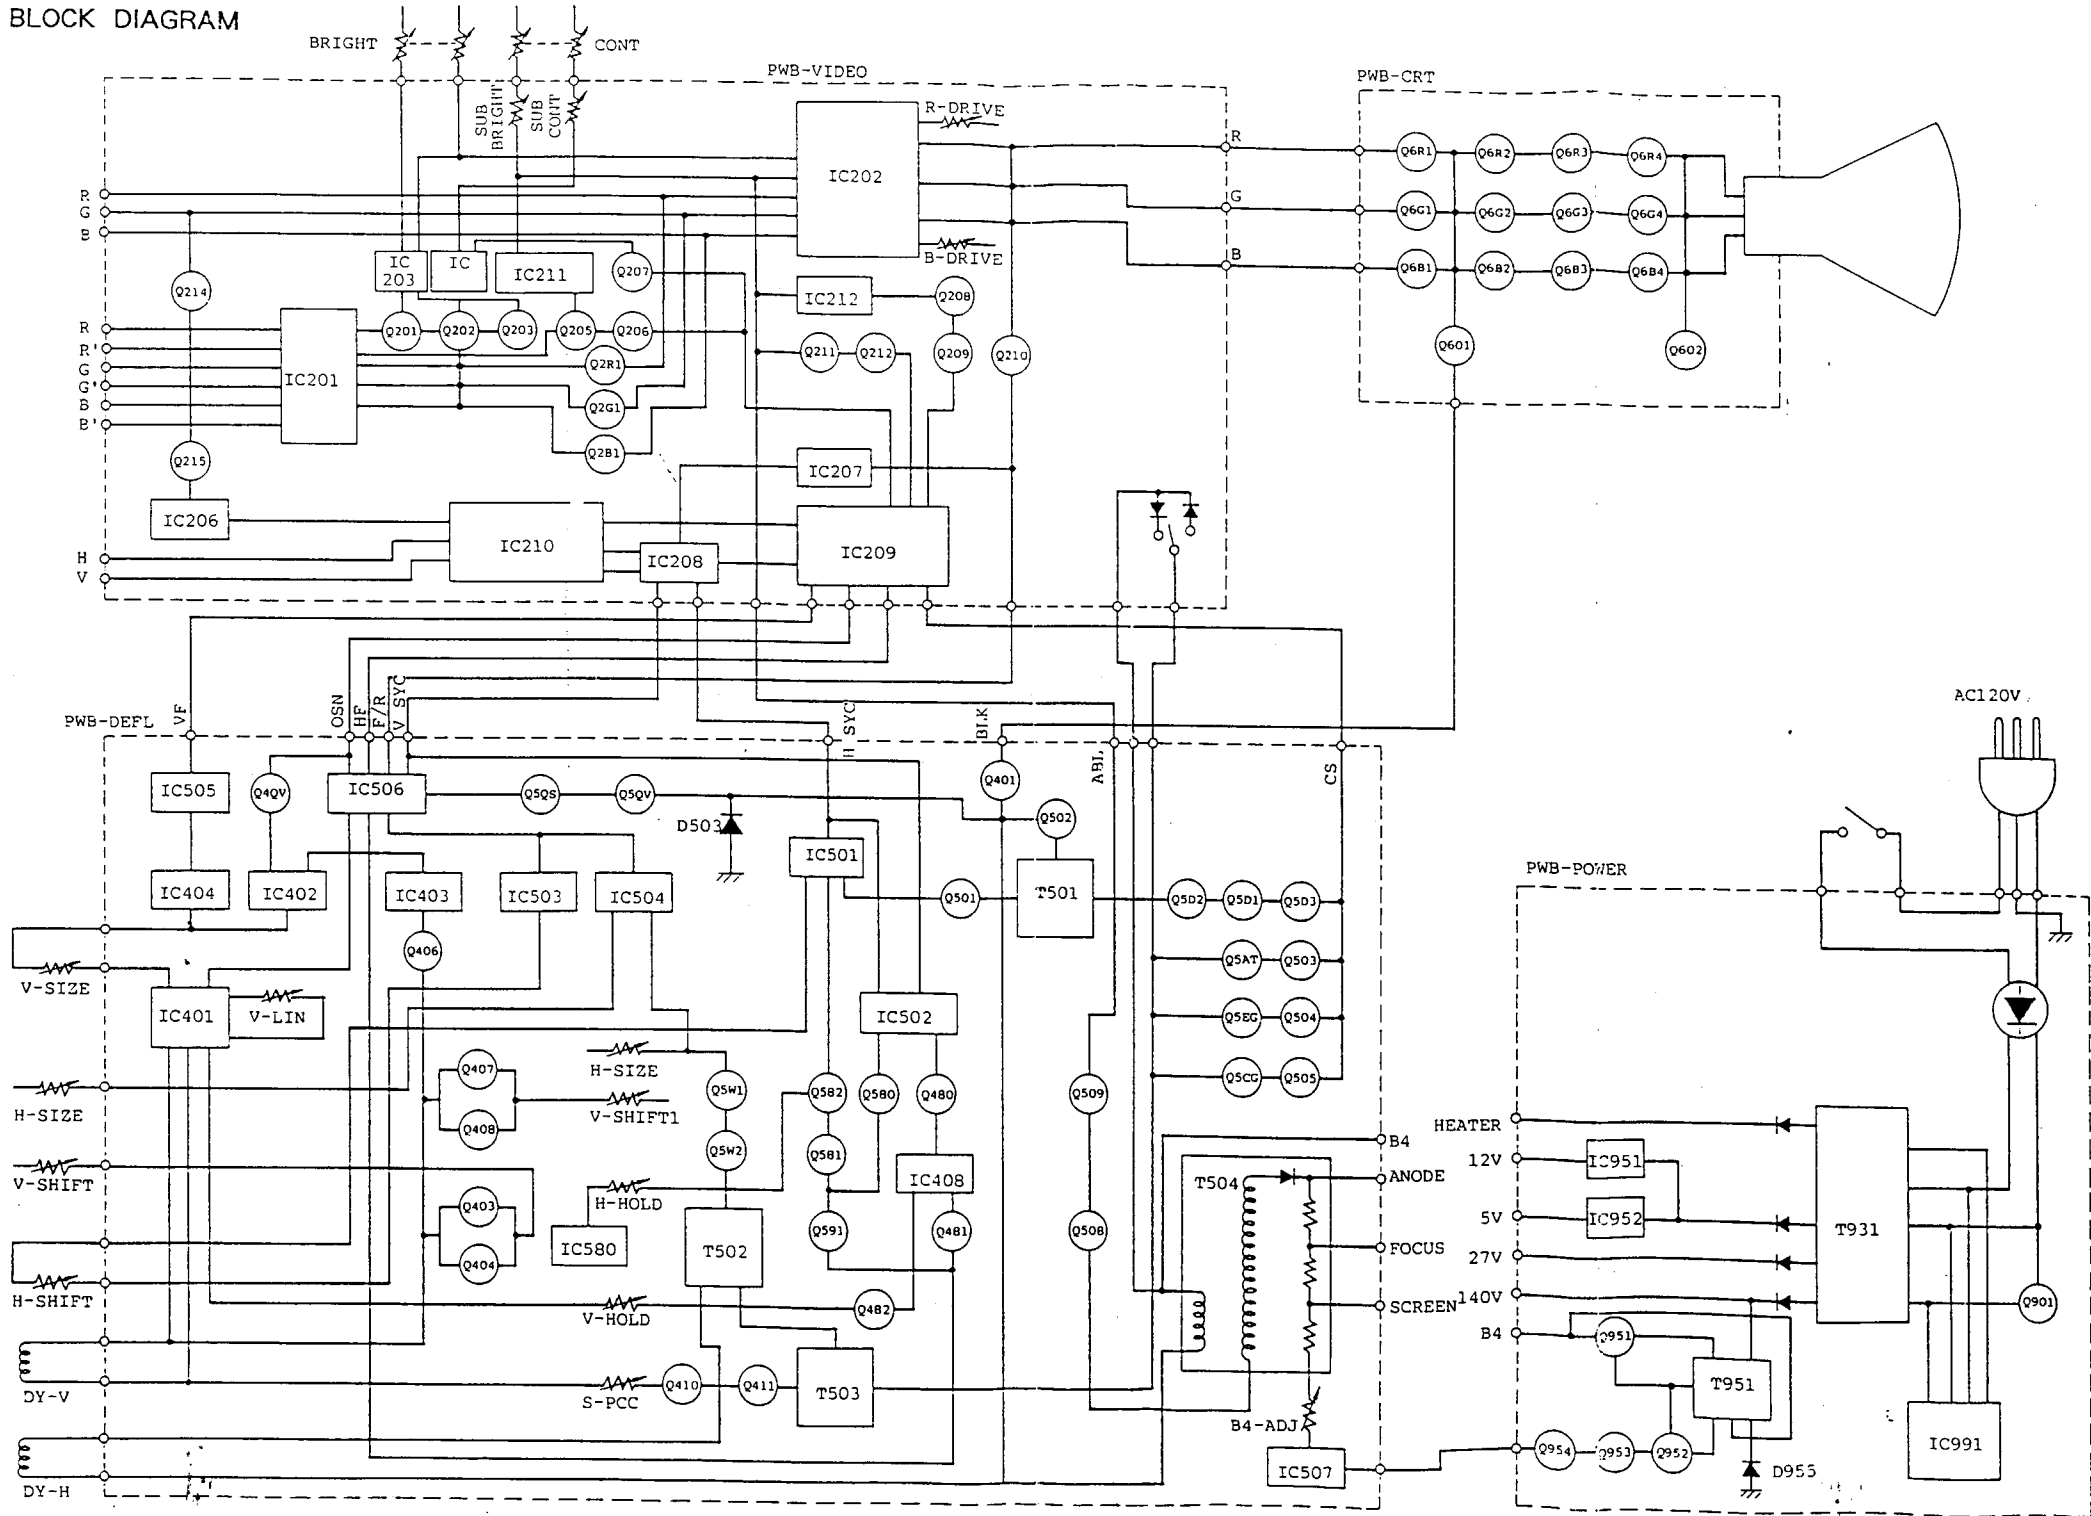 BLOCK DIAGRAM
BRIGHT
CONT
PWB-VIDEO
PWB-CRT
SUB BRIGHT
SUB CONT
R-DRIVE
IC202
R
Q6R1
Q6R2
Q6R3
Q6R4
R
G
B
G
Q6G1
Q6G2
Q6G3
Q6G4
B-DRIVE
B
Q6B1
Q6B2
Q6B3
Q6B4
IC 203
IC
IC211
Q207
Q214
IC212
Q208
R
R'
G
G'
B
B'
IC201
Q201
Q202
Q203
Q205
Q206
Q211
Q212
Q209
Q210
Q601
Q602
Q2R1
Q2G1
Q2B1
Q215
IC207
IC206
IC210
IC208
IC209
H
V
PWB-DEFL
VF
OSN
HF
F/R
V SYC
H SYC
BLK
ABL
CS
AC120V
IC505
Q4QV
IC506
Q5QS
Q5QV
D503
Q401
Q502
IC501
T501
PWB-POWER
IC404
IC402
IC403
IC503
IC504
Q501
Q5D2
Q5D1
Q5D3
Q406
Q5AT
Q503
V-SIZE
IC401
V-LIN
IC502
Q5EG
Q504
H-SIZE
Q407
Q5W1
Q582
Q580
Q480
Q509
Q5CG
Q505
H-SIZE
Q408
V-SHIFT1
HEATER
B4
Q5W2
Q581
IC408
12V
IC951
V-SHIFT
H-HOLD
T504
ANODE
Q403
5V
IC952
T931
IC580
T502
Q591
Q481
Q508
FOCUS
27V
Q404
H-SHIFT
V-HOLD
Q482
SCREEN
140V
Q901
B4
Q951
DY-V
S-PCC
Q410
Q411
T503
T951
B4-ADJ
IC507
Q954
Q953
Q952
D955
IC991
DY-H